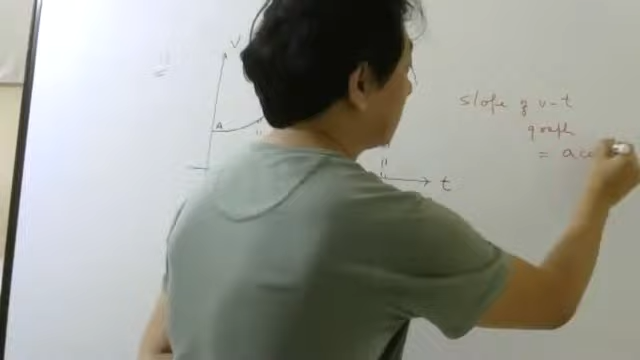 V
A
t
slope of v-t
graph
= acc